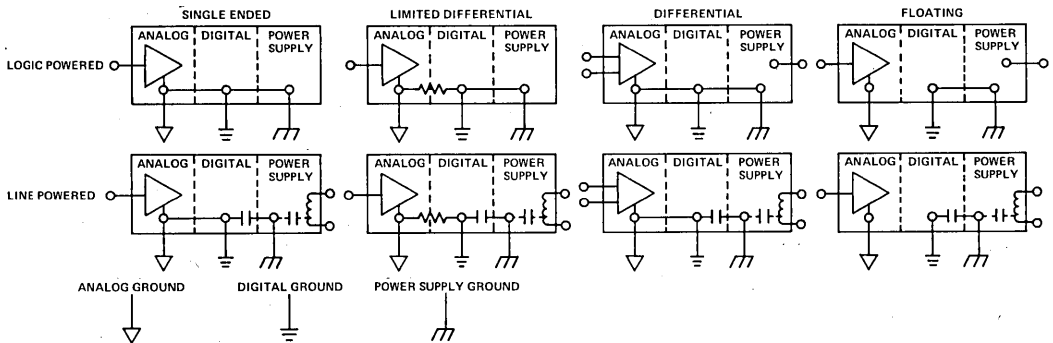 SINGLE ENDED LIMITED DIFFERENTIAL DIFFERENTIAL FLOATING
ANALOG DIGITAL POWER SUPPLY ANALOG DIGITAL POWER SUPPLY ANALOG DIGITAL POWER SUPPLY ANALOG DIGITAL POWER SUPPLY
LOGIC POWERED
ANALOG DIGITAL POWER SUPPLY ANALOG DIGITAL POWER SUPPLY ANALOG DIGITAL POWER SUPPLY ANALOG DIGITAL POWER SUPPLY
LINE POWERED
ANALOG GROUND DIGITAL GROUND POWER SUPPLY GROUND